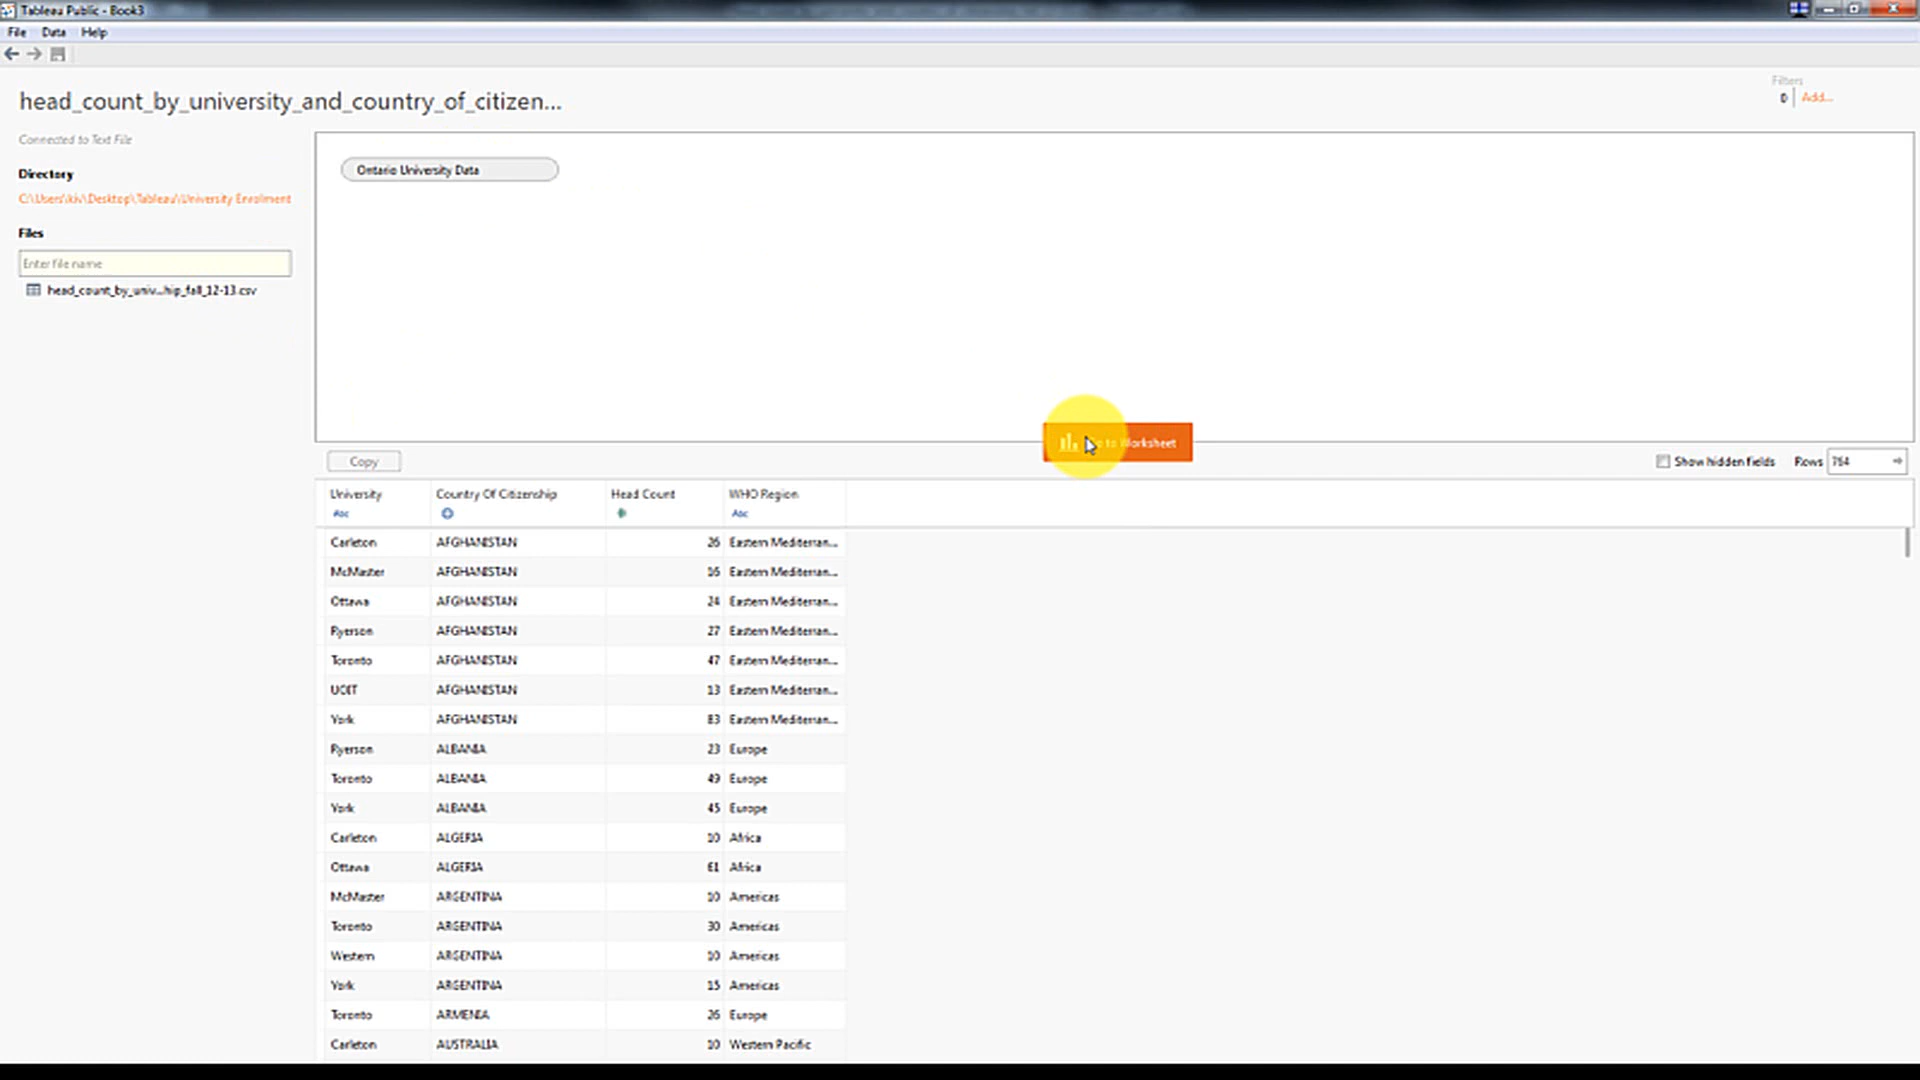 Tableau Public - Book3
File Data Help
head_count_by_university_and_country_of_citizen...
Filters
0 Add...
Connected to Text File
Directory
C:\Users\kiv\Desktop\Tableau\University Enrolment
Files
Enter file name
head_count_by_univ...hip_fall_12-13.csv
Ontario University Data
to Worksheet
Copy
Show hidden fields Rows 764
University Country Of Citizenship Head Count WHO Region
Abc Abc
Carleton AFGHANISTAN 26 Eastern Mediterran...
McMaster AFGHANISTAN 16 Eastern Mediterran...
Ottawa AFGHANISTAN 24 Eastern Mediterran...
Ryerson AFGHANISTAN 27 Eastern Mediterran...
Toronto AFGHANISTAN 47 Eastern Mediterran...
UOIT AFGHANISTAN 13 Eastern Mediterran...
York AFGHANISTAN 83 Eastern Mediterran...
Ryerson ALBANIA 23 Europe
Toronto ALBANIA 49 Europe
York ALBANIA 45 Europe
Carleton ALGERIA 10 Africa
Ottawa ALGERIA 61 Africa
McMaster ARGENTINA 10 Americas
Toronto ARGENTINA 30 Americas
Western ARGENTINA 10 Americas
York ARGENTINA 15 Americas
Toronto ARMENIA 26 Europe
Carleton AUSTRALIA 10 Western Pacific